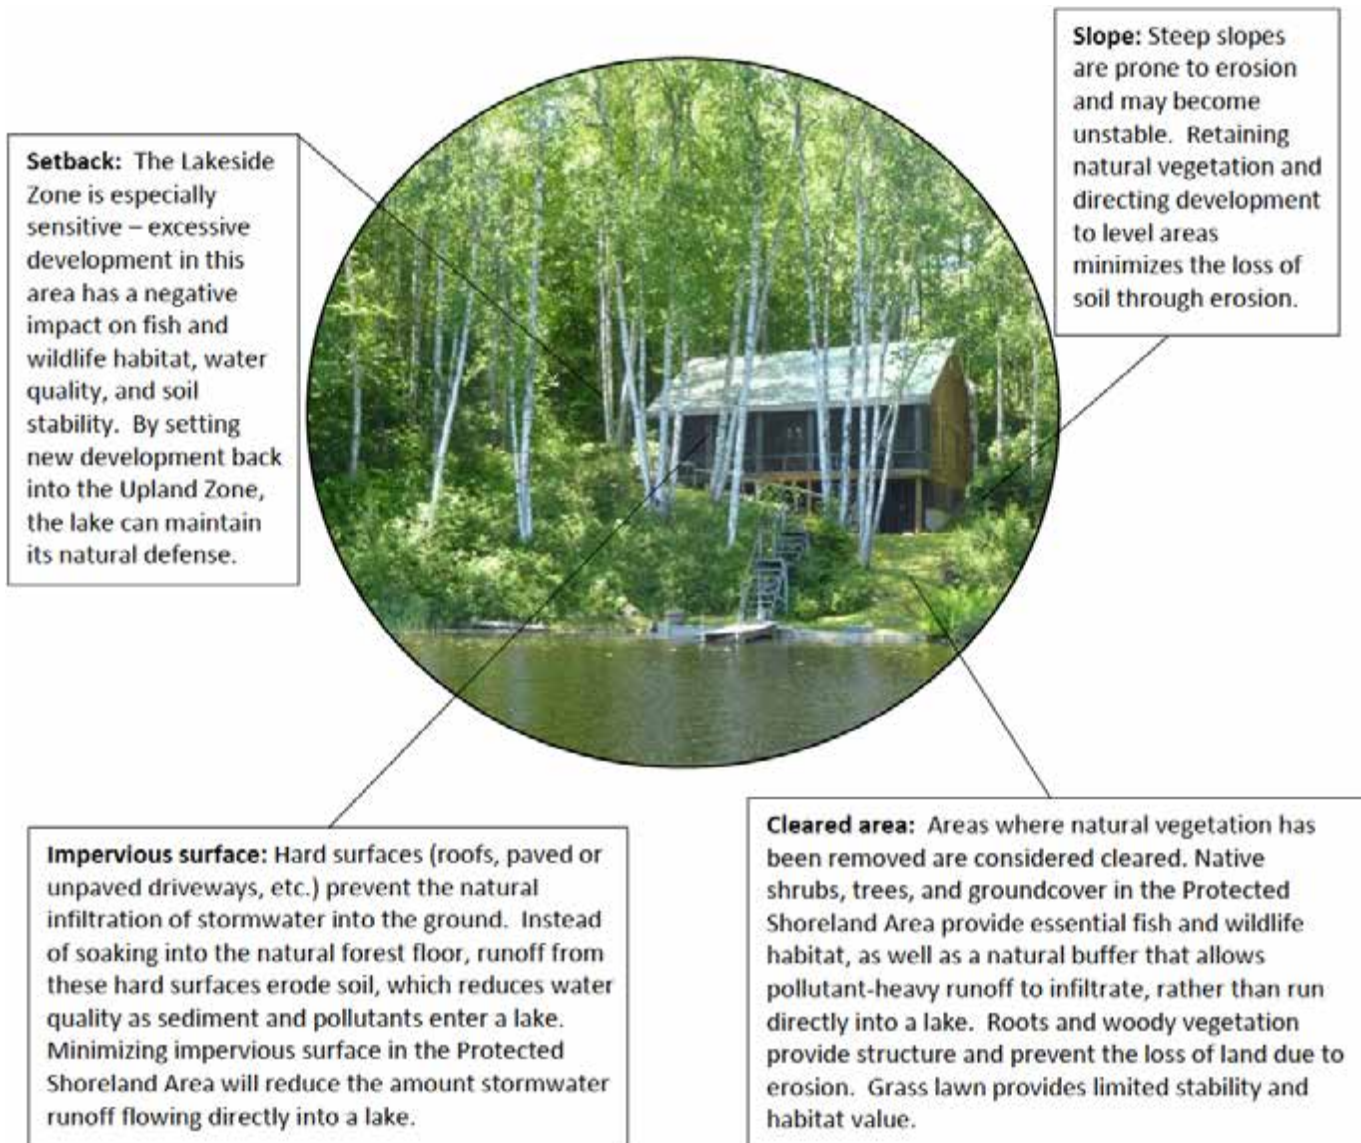 Setback: The Lakeside
Zone is especially
sensitive – excessive
development in this
area has a negative
impact on fish and
wildlife habitat, water
quality, and soil
stability. By setting
new development back
into the Upland Zone,
the lake can maintain
its natural defense.
Slope: Steep slopes
are prone to erosion
and may become
unstable. Retaining
natural vegetation and
directing development
to level areas
minimizes the loss of
soil through erosion.
Impervious surface: Hard surfaces (roofs, paved or
unpaved driveways, etc.) prevent the natural
infiltration of stormwater into the ground. Instead
of soaking into the natural forest floor, runoff from
these hard surfaces erode soil, which reduces water
quality as sediment and pollutants enter a lake.
Minimizing impervious surface in the Protected
Shoreland Area will reduce the amount stormwater
runoff flowing directly into a lake.
Cleared area: Areas where natural vegetation has
been removed are considered cleared. Native
shrubs, trees, and groundcover in the Protected
Shoreland Area provide essential fish and wildlife
habitat, as well as a natural buffer that allows
pollutant-heavy runoff to infiltrate, rather than run
directly into a lake. Roots and woody vegetation
provide structure and prevent the loss of land due to
erosion. Grass lawn provides limited stability and
habitat value.